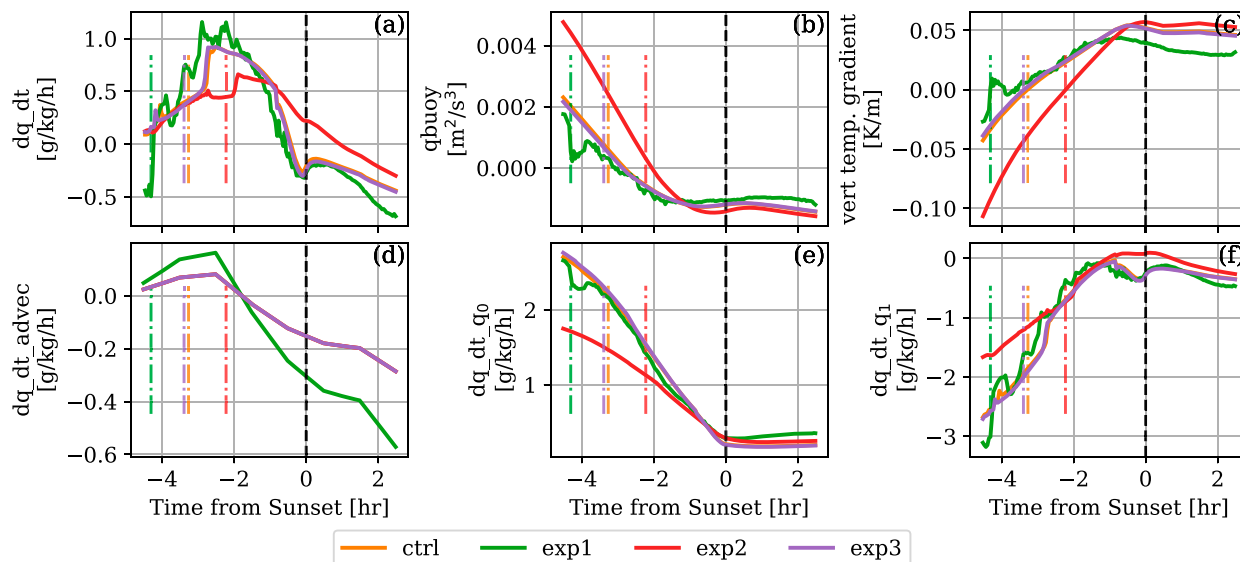 (a)
dq_dt
[g/kg/h]
1.0
0.5
0.0
−0.5
(b)
qbuoy
[m²/s³]
0.004
0.002
0.000
(c)
vert temp. gradient
[K/m]
0.05
0.00
−0.05
−0.10
(d)
dq_dt_advec
[g/kg/h]
0.0
−0.2
−0.4
−0.6
−4 −2 0 2
Time from Sunset [hr]
(e)
dq_dt_q₀
[g/kg/h]
2
1
−4 −2 0 2
Time from Sunset [hr]
(f)
dq_dt_q₁
[g/kg/h]
0
−1
−2
−3
−4 −2 0 2
Time from Sunset [hr]
ctrl exp1 exp2 exp3